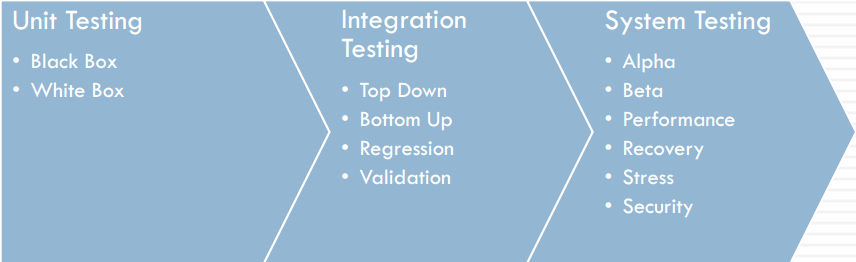 Unit Testing
• Black Box
• White Box
Integration
Testing
• Top Down
• Bottom Up
• Regression
• Validation
System Testing
• Alpha
• Beta
• Performance
• Recovery
• Stress
• Security